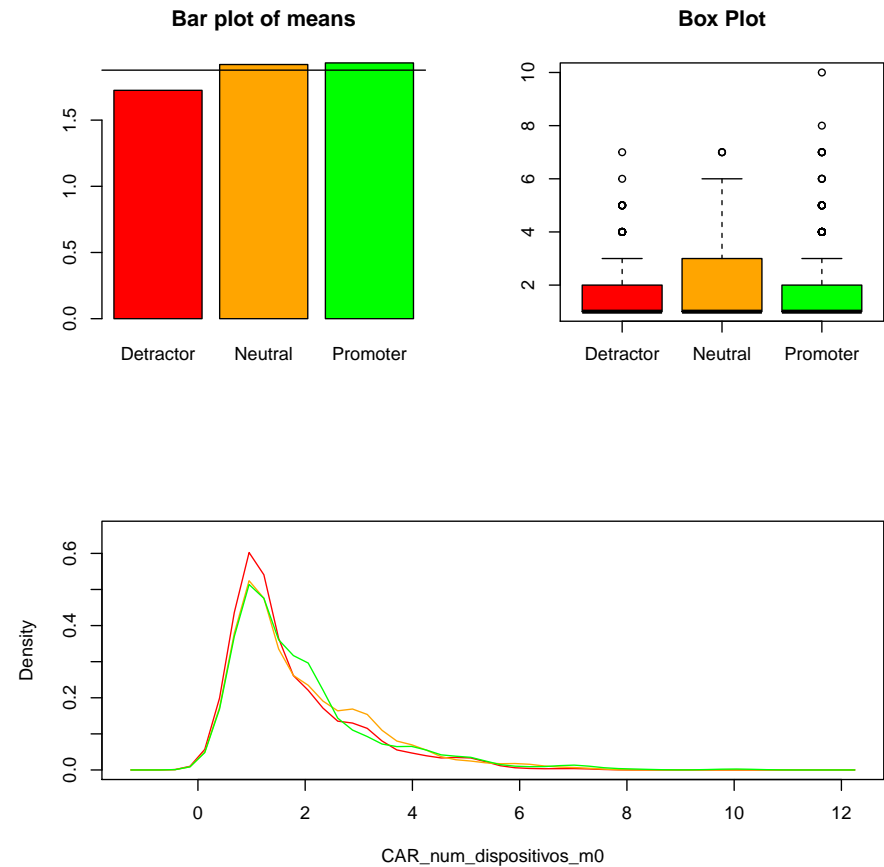 Bar plot of means
0.0 0.5 1.0 1.5
Detractor Neutral Promoter
Box Plot
2 4 6 8 10
Detractor Neutral Promoter
Density
0.0 0.2 0.4 0.6
0 2 4 6 8 10 12
CAR_num_dispositivos_m0